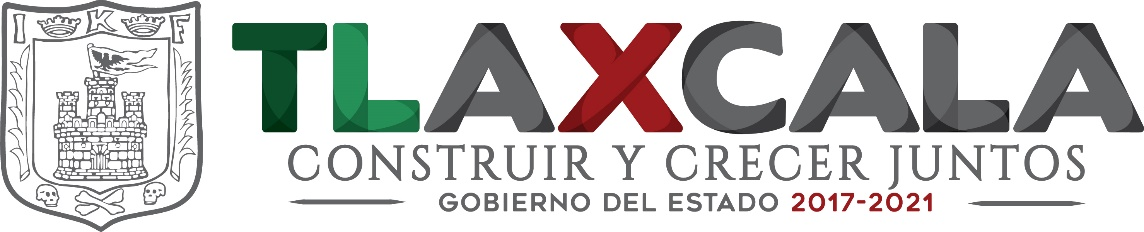 I K F
TLAXCALA
CONSTRUIR Y CRECER JUNTOS
GOBIERNO DEL ESTADO 2017-2021